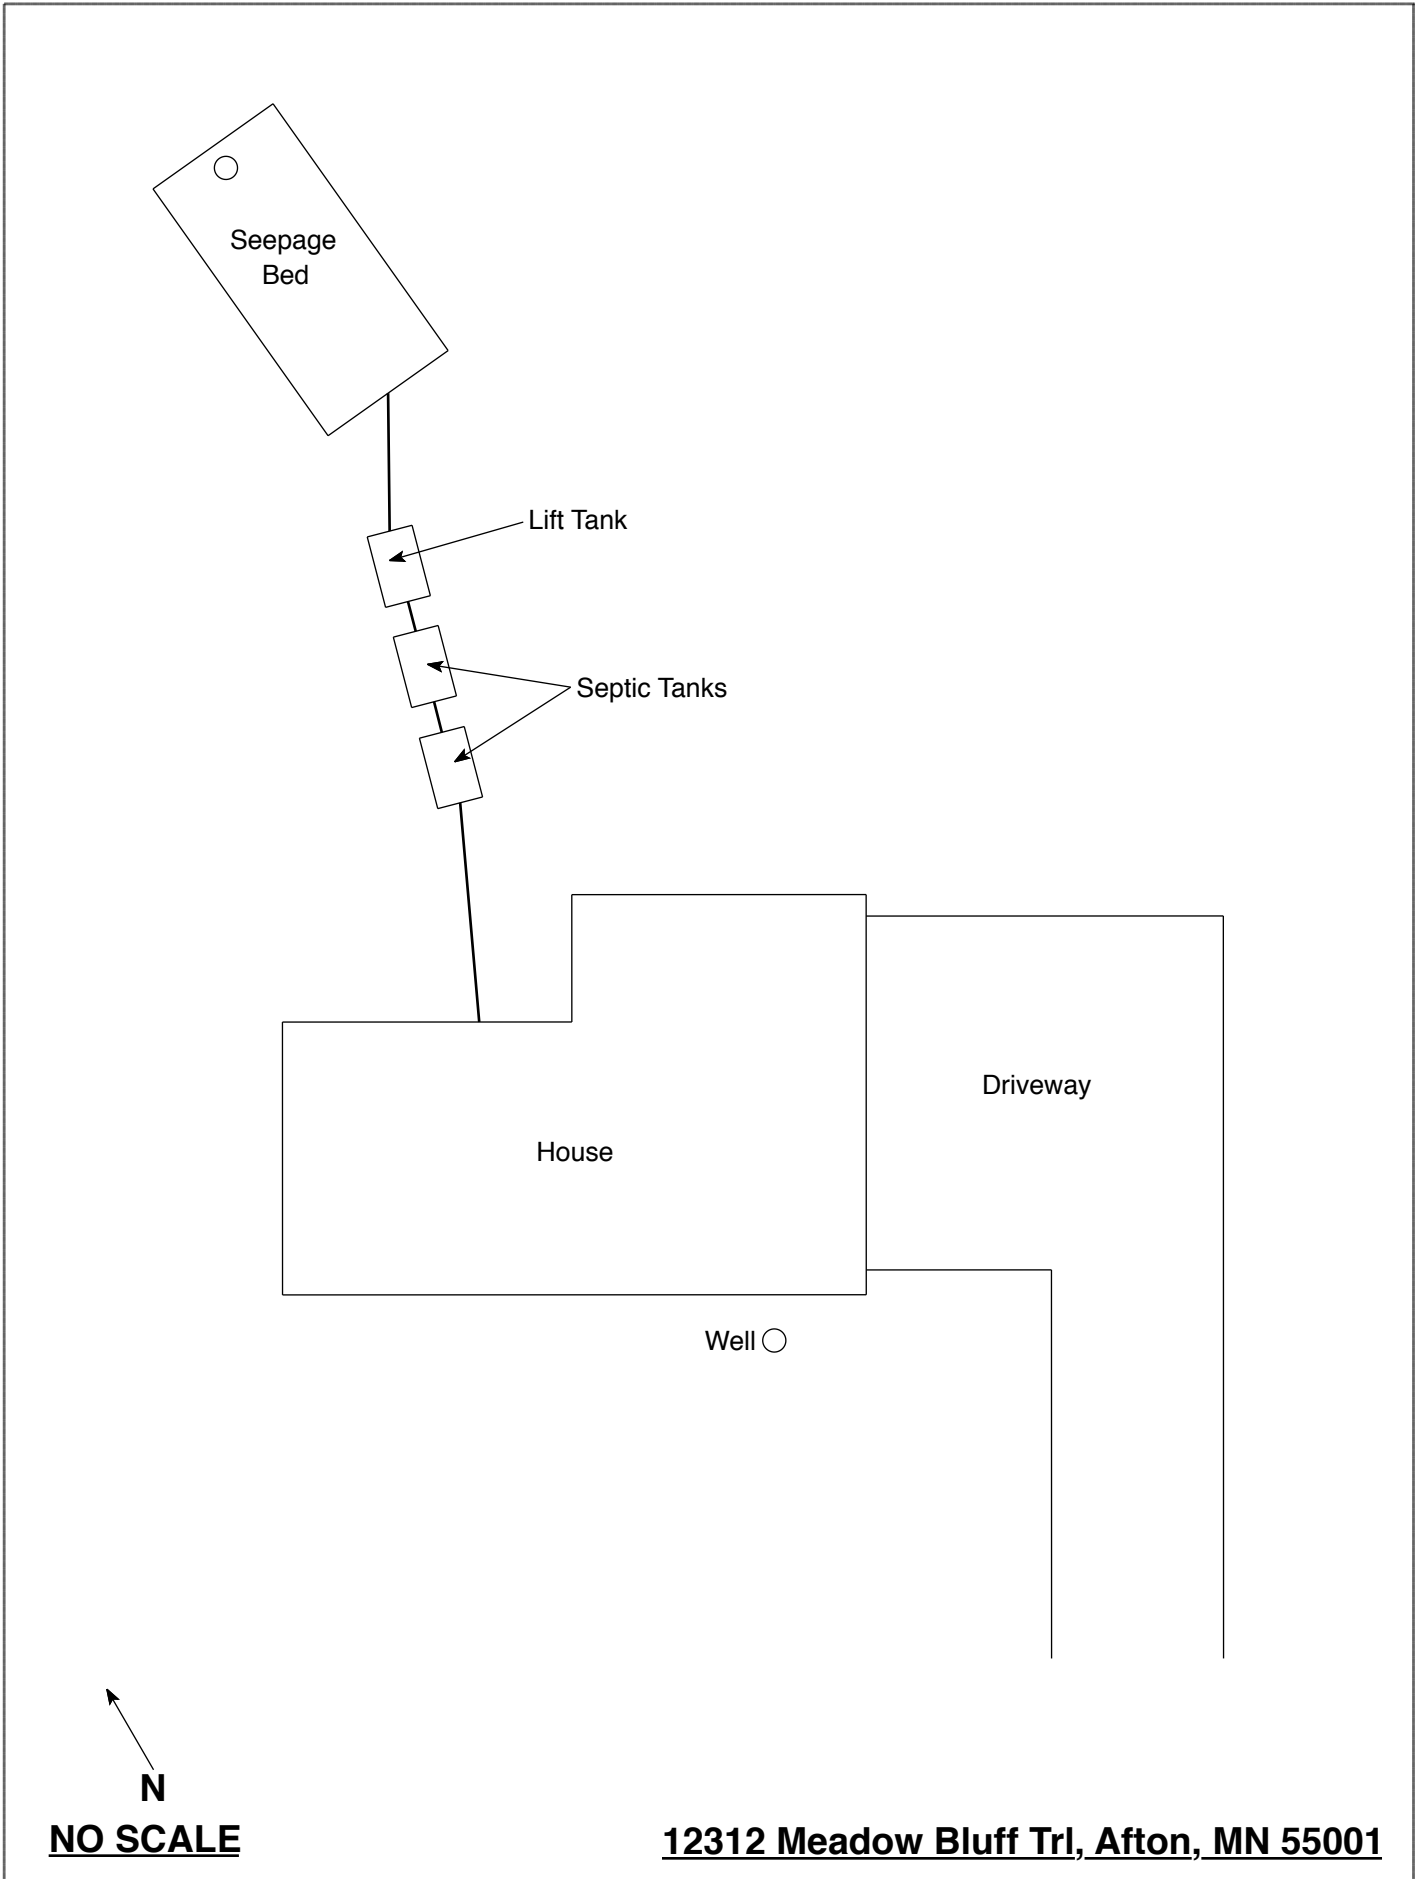 Seepage
Bed
Lift Tank
Septic Tanks
Driveway
House
Well
N
NO SCALE
12312 Meadow Bluff Trl, Afton, MN 55001